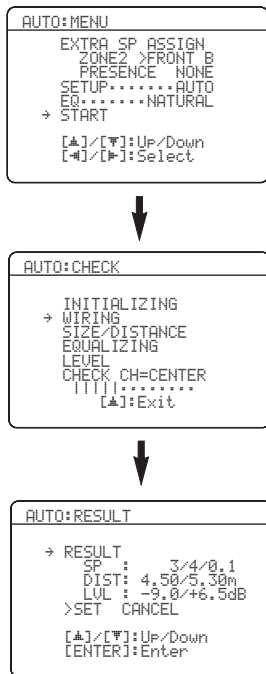 AUTO:MENU
EXTRA SP ASSIGN
ZONE2 >FRONT B
PRESENCE NONE
SETUP·······AUTO
EQ·······NATURAL
→ START
[▲]/[▼]:Up/Down
[◄]/[►]:Select
AUTO:CHECK
INITIALIZING
→ WIRING
SIZE/DISTANCE
EQUALIZING
LEVEL
CHECK CH=CENTER
|||||········
[▲]:Exit
AUTO:RESULT
→ RESULT
SP : 3/4/0.1
DIST: 4.50/5.30m
LVL : -9.0/+6.5dB
>SET CANCEL
[▲]/[▼]:Up/Down
[ENTER]:Enter